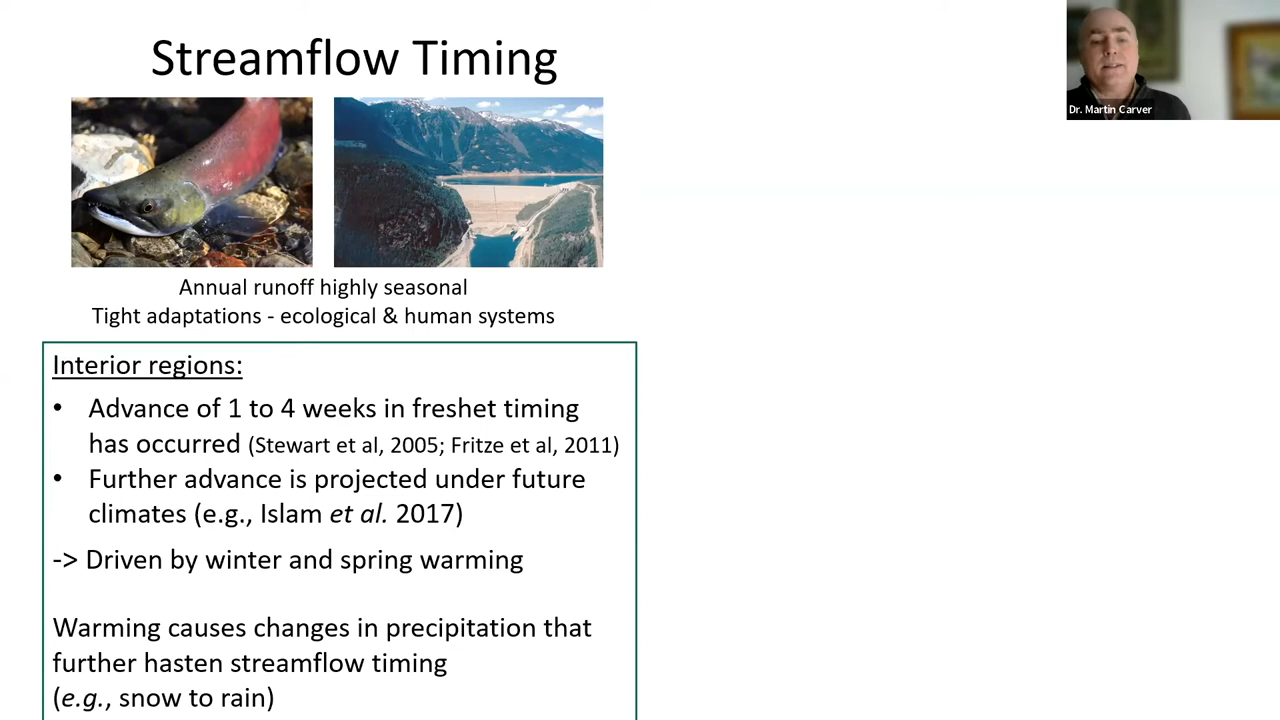 Streamflow Timing
Dr. Martin Carver
Annual runoff highly seasonal
Tight adaptations - ecological & human systems
Interior regions:
• Advance of 1 to 4 weeks in freshet timing
has occurred (Stewart et al, 2005; Fritze et al, 2011)
• Further advance is projected under future
climates (e.g., Islam et al. 2017)
-> Driven by winter and spring warming
Warming causes changes in precipitation that
further hasten streamflow timing
(e.g., snow to rain)